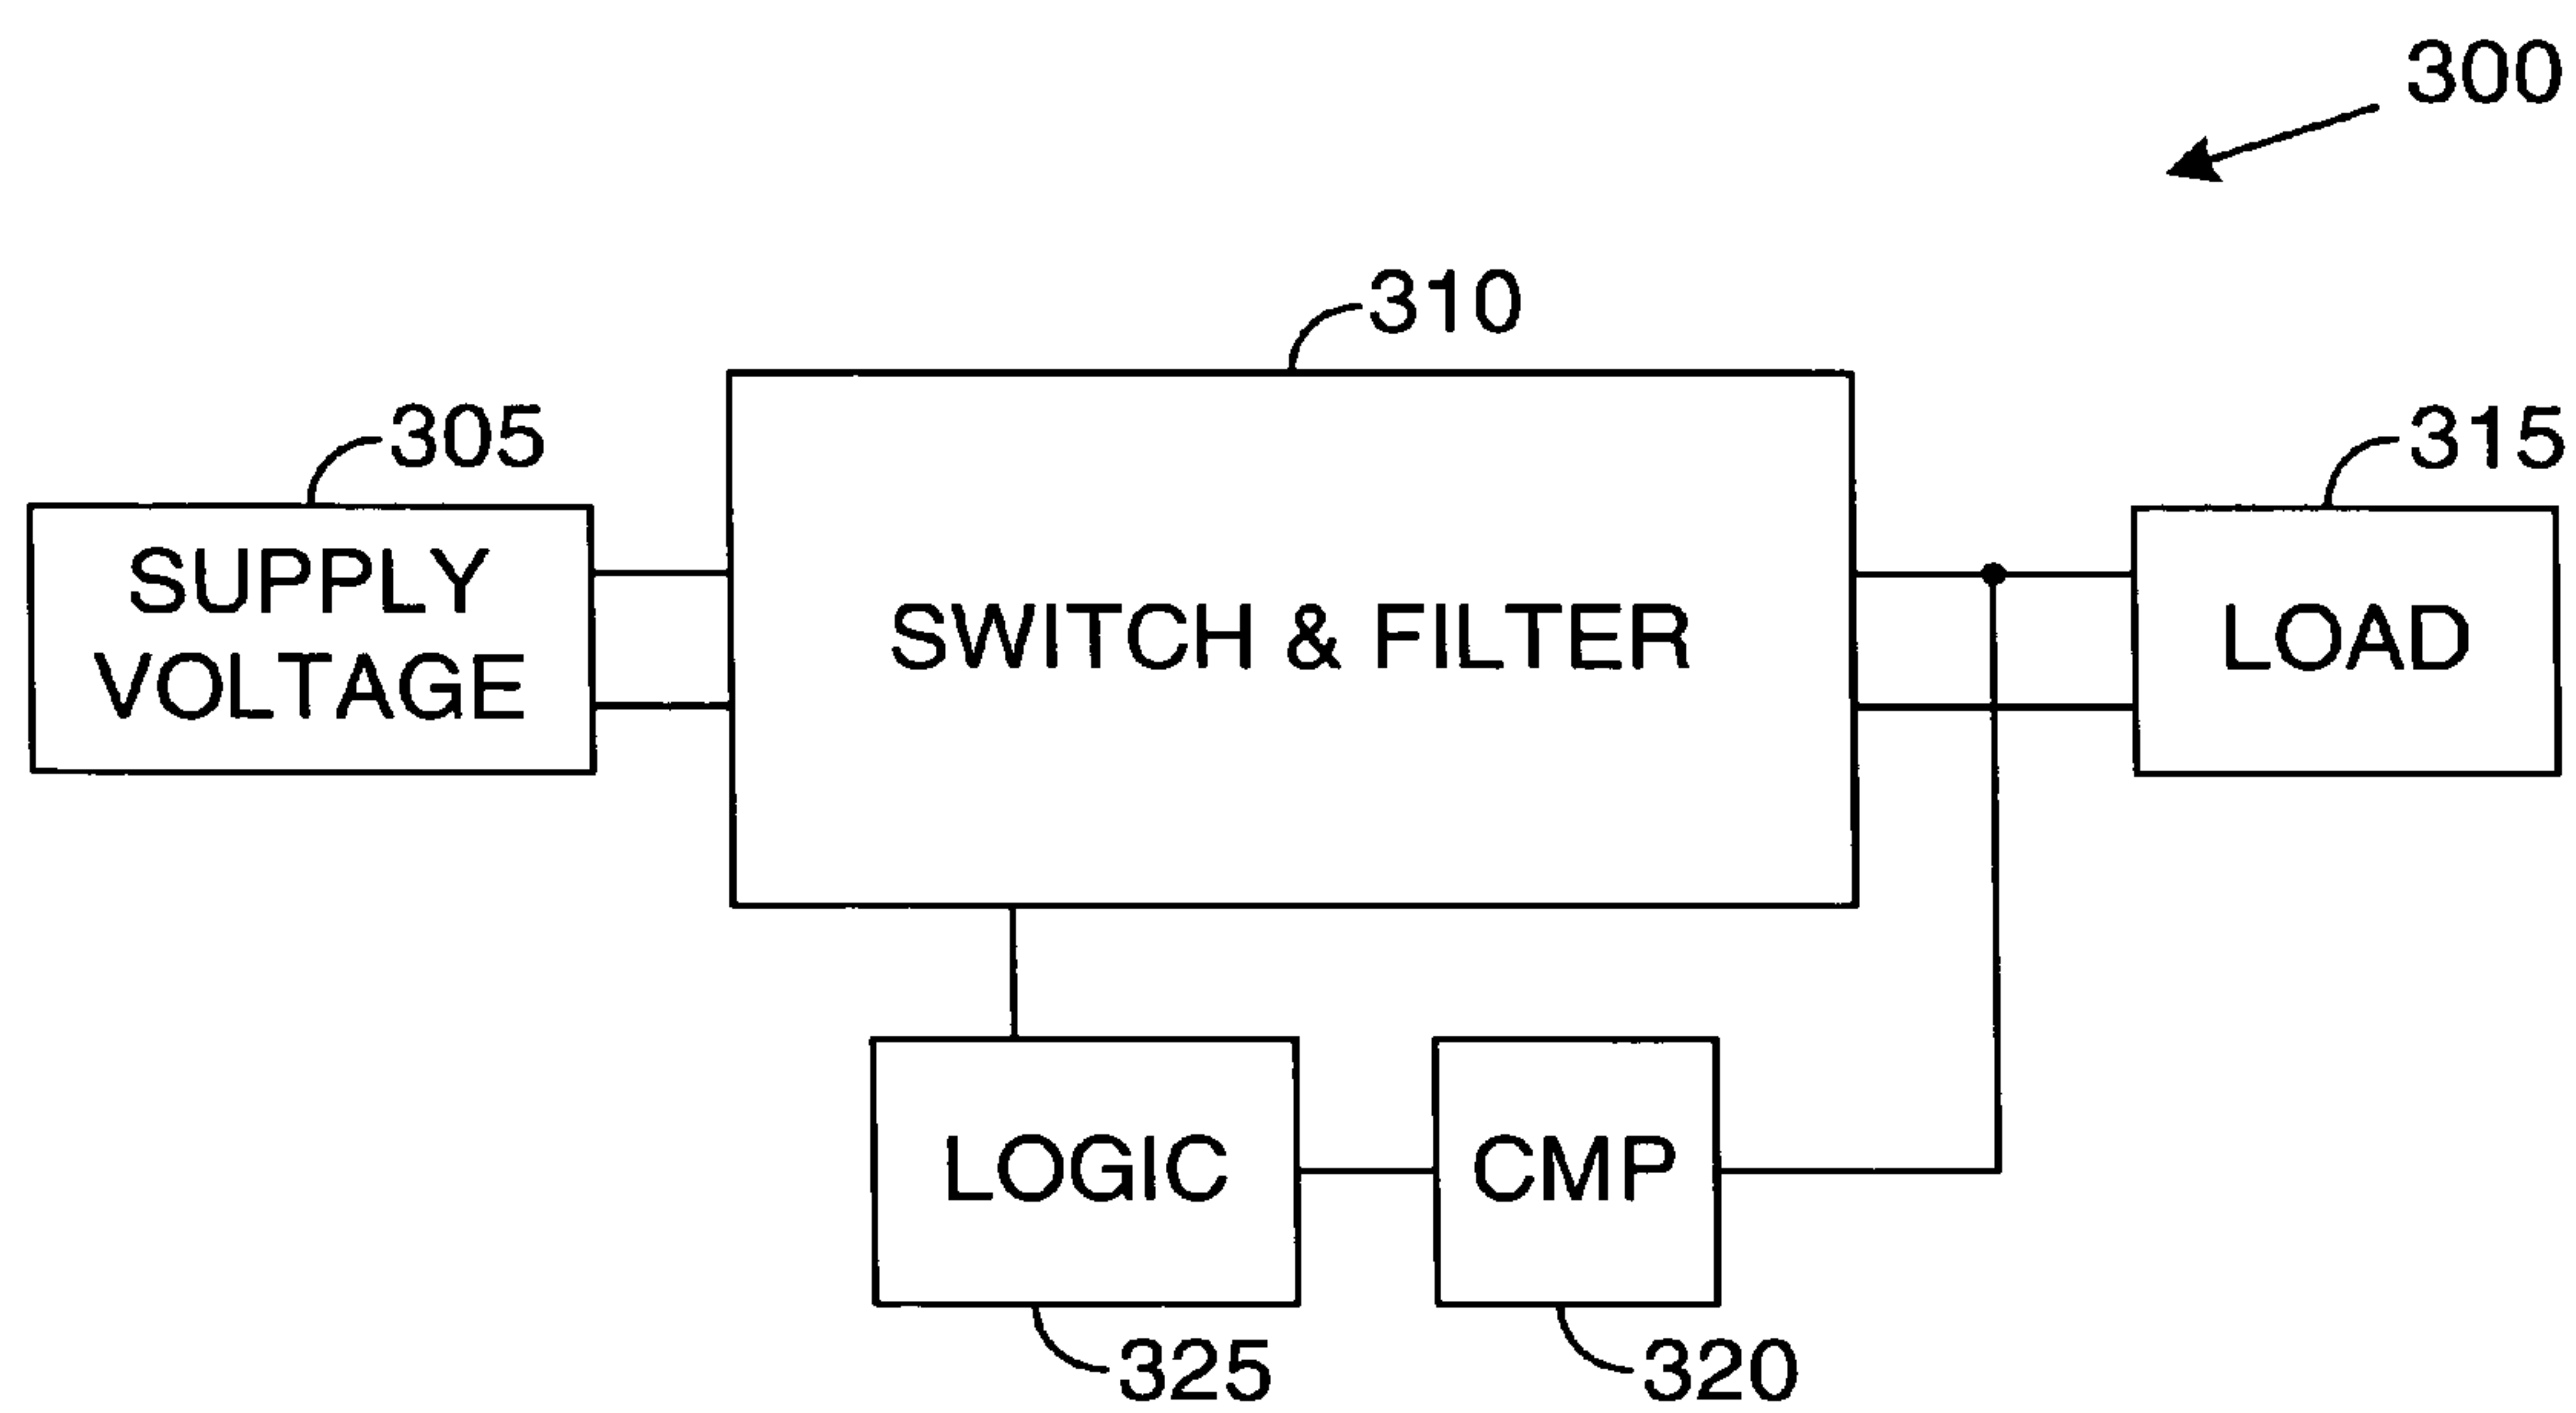 300
310
305
315
SUPPLY
VOLTAGE
SWITCH & FILTER
LOAD
LOGIC
CMP
325
320